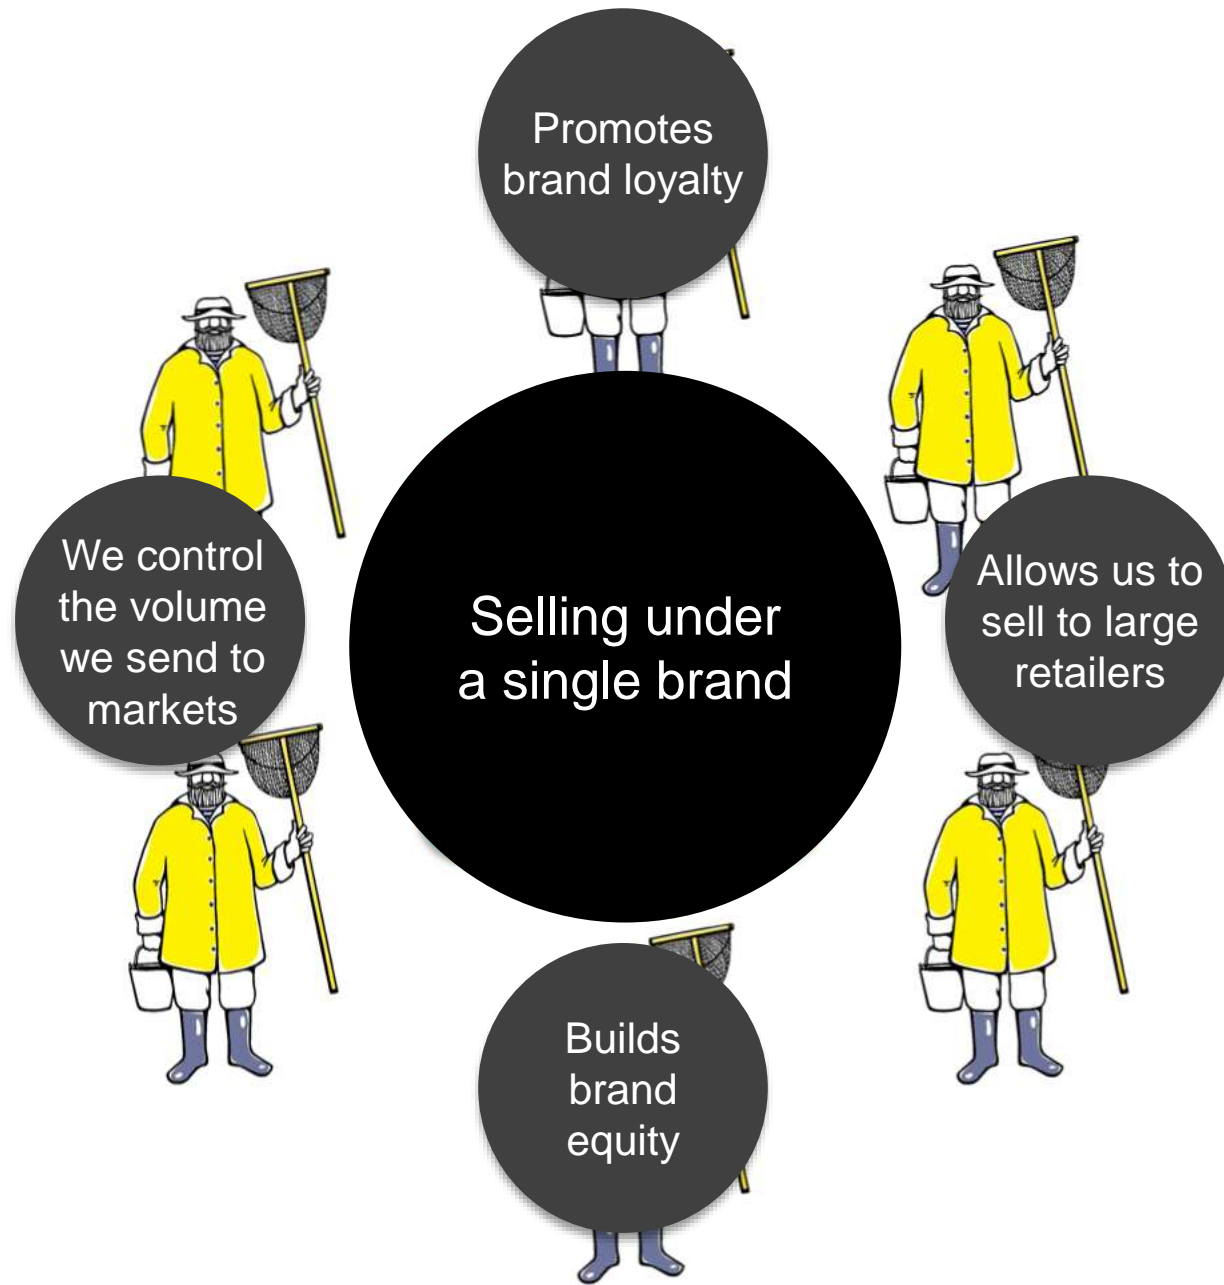 Promotes
brand loyalty
We control
the volume
we send to
markets
Selling under
a single brand
Allows us to
sell to large
retailers
Builds
brand
equity